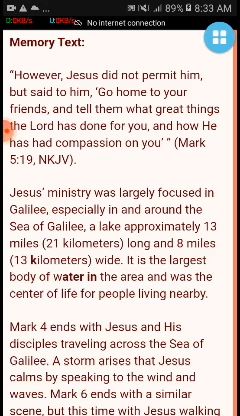 89% 8:33 AM
0:0KB/s U:0KB/s No internet connection
Memory Text:
“However, Jesus did not permit him,
but said to him, ‘Go home to your
friends, and tell them what great things
the Lord has done for you, and how He
has had compassion on you’ ” (Mark
5:19, NKJV).
Jesus’ ministry was largely focused in
Galilee, especially in and around the
Sea of Galilee, a lake approximately 13
miles (21 kilometers) long and 8 miles
(13 kilometers) wide. It is the largest
body of water in the area and was the
center of life for people living nearby.
Mark 4 ends with Jesus and His
disciples traveling across the Sea of
Galilee. A storm arises that Jesus
calms by speaking to the wind and
waves. Mark 6 ends with a similar
scene, but this time with Jesus walking